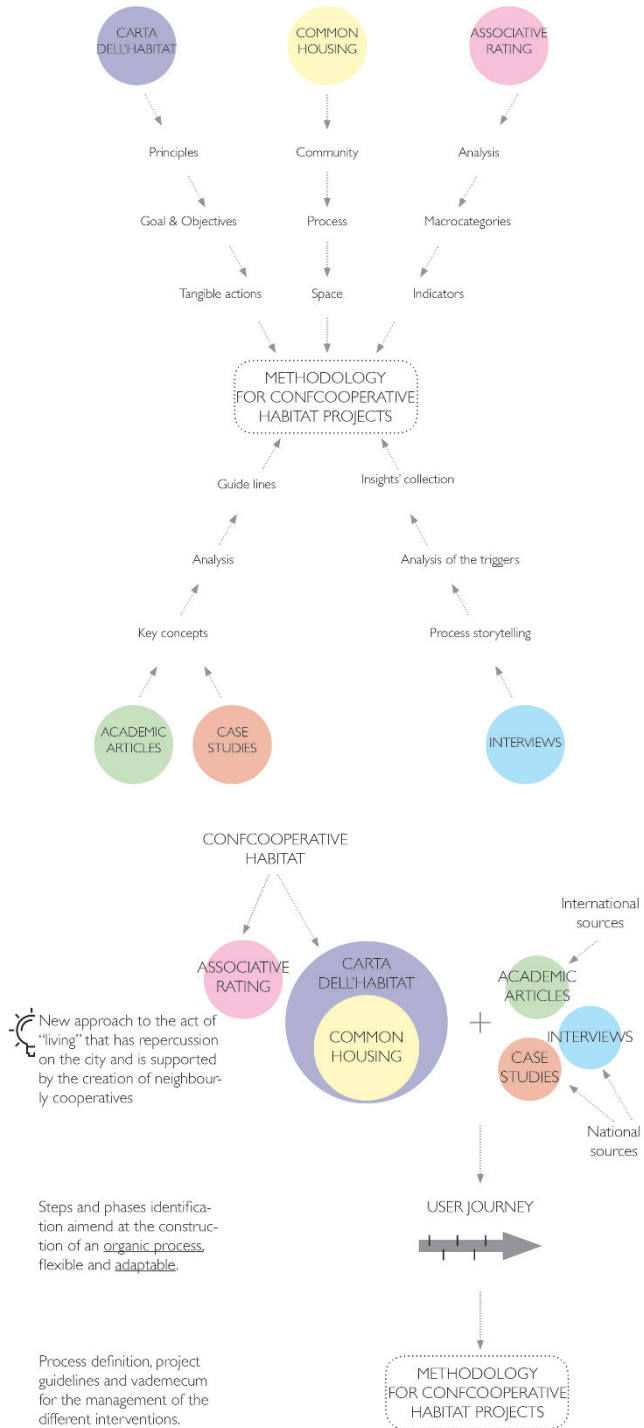 CARTA
DELL'HABITAT
COMMON
HOUSING
ASSOCIATIVE
RATING
Principles
Community
Analysis
Goal & Objectives
Process
Macrocategories
Tangible actions
Space
Indicators
METHODOLOGY
FOR CONFCOOPERATIVE
HABITAT PROJECTS
Guide lines
Insights' collection
Analysis
Analysis of the triggers
Key concepts
Process storytelling
ACADEMIC
ARTICLES
CASE
STUDIES
INTERVIEWS
CONFCOOPERATIVE
HABITAT
International
sources
ASSOCIATIVE
RATING
CARTA
DELL'HABITAT
COMMON
HOUSING
+
ACADEMIC
ARTICLES
INTERVIEWS
CASE
STUDIES
National
sources
New approach to the act of
“living” that has repercussion
on the city and is supported
by the creation of neighbour-
ly cooperatives
Steps and phases identifica-
tion aimend at the construc-
tion of an organic process,
flexible and adaptable.
USER JOURNEY
Process definition, project
guidelines and vademecum
for the management of the
different interventions.
METHODOLOGY
FOR CONFCOOPERATIVE
HABITAT PROJECTS